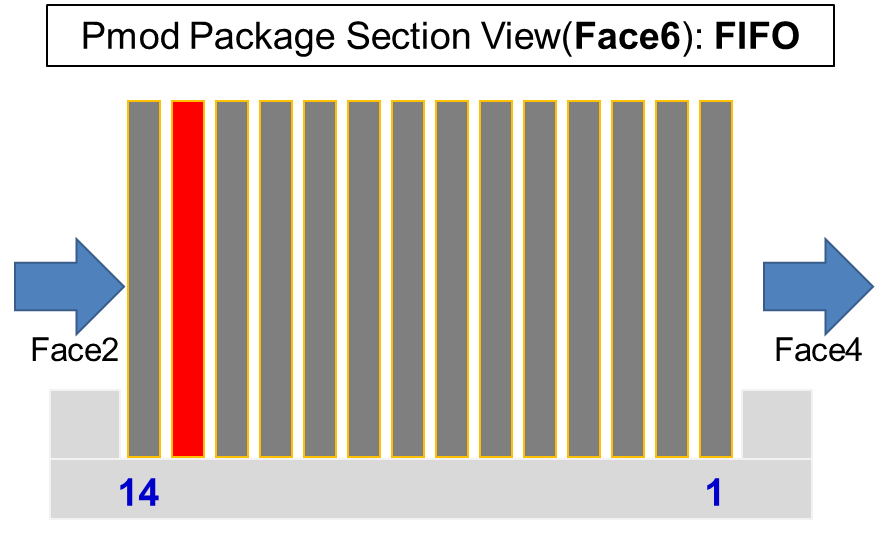 Pmod Package Section View(Face6): FIFO
Face2
Face4
14
1